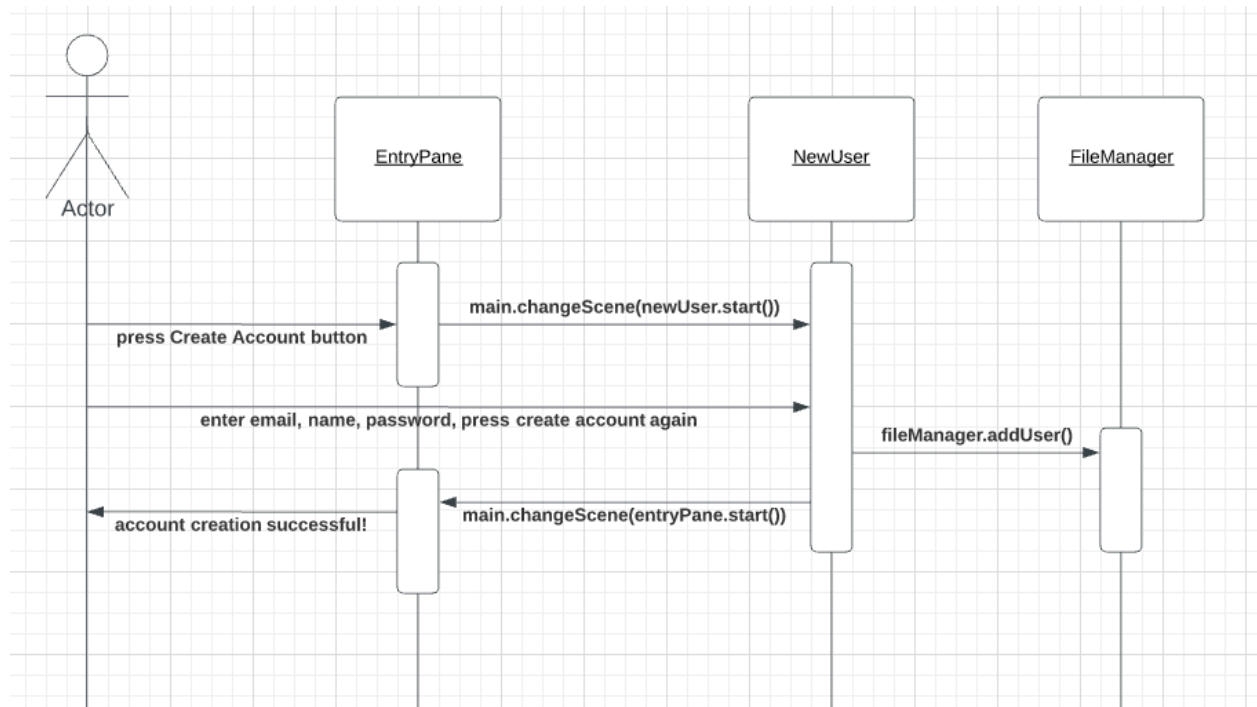 EntryPane
NewUser
FileManager
Actor
main.changeScene(newUser.start())
press Create Account button
enter email, name, password, press create account again
fileManager.addUser()
main.changeScene(entryPane.start())
account creation successful!